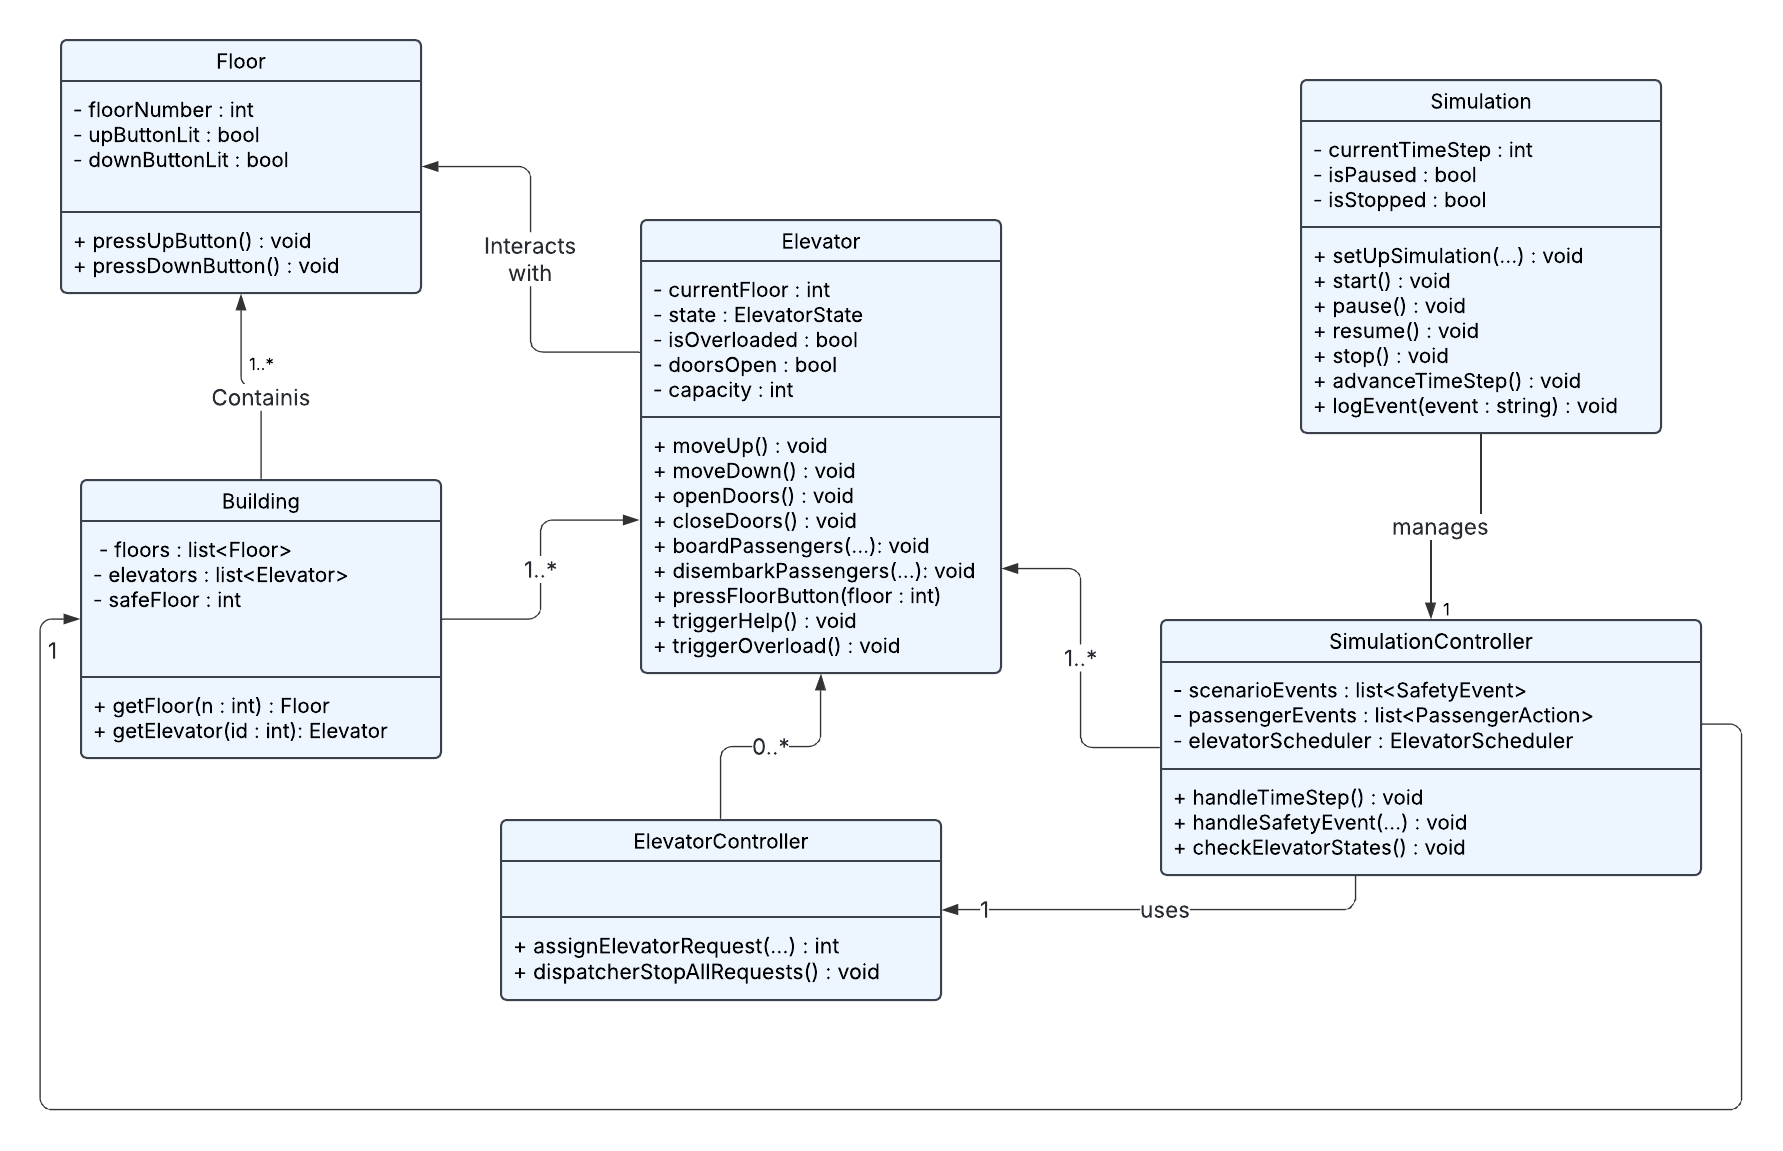 Floor
- floorNumber : int
- upButtonLit : bool
- downButtonLit : bool
+ pressUpButton() : void
+ pressDownButton() : void
Interacts
with
1..*
Containis
Building
- floors : list<Floor>
- elevators : list<Elevator>
- safeFloor : int
+ getFloor(n : int) : Floor
+ getElevator(id : int): Elevator
1
1..*
Elevator
- currentFloor : int
- state : ElevatorState
- isOverloaded : bool
- doorsOpen : bool
- capacity : int
+ moveUp() : void
+ moveDown() : void
+ openDoors() : void
+ closeDoors() : void
+ boardPassengers(...): void
+ disembarkPassengers(...): void
+ pressFloorButton(floor : int)
+ triggerHelp() : void
+ triggerOverload() : void
0..*
ElevatorController
+ assignElevatorRequest(...) : int
+ dispatcherStopAllRequests() : void
1
uses
1..*
Simulation
- currentTimeStep : int
- isPaused : bool
- isStopped : bool
+ setUpSimulation(...) : void
+ start() : void
+ pause() : void
+ resume() : void
+ stop() : void
+ advanceTimeStep() : void
+ logEvent(event : string) : void
manages
1
SimulationController
- scenarioEvents : list<SafetyEvent>
- passengerEvents : list<PassengerAction>
- elevatorScheduler : ElevatorScheduler
+ handleTimeStep() : void
+ handleSafetyEvent(...) : void
+ checkElevatorStates() : void